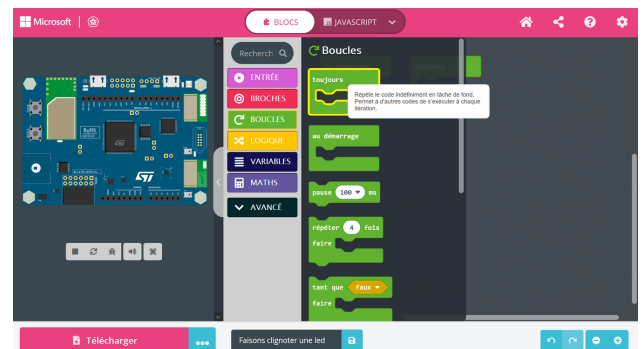 Microsoft
BLOCS
JAVASCRIPT
Recherch
ENTRÉE
BROCHES
BOUCLES
LOGIQUE
VARIABLES
MATHS
AVANCÉ
Boucles
toujours
Répète le code indéfiniment en tâche de fond.
Permet à d'autres codes de s'exécuter à chaque
itération.
au démarrage
pause 100 ms
répéter 4 fois
faire
tant que faux
faire
Télécharger
Faisons clignoter une led